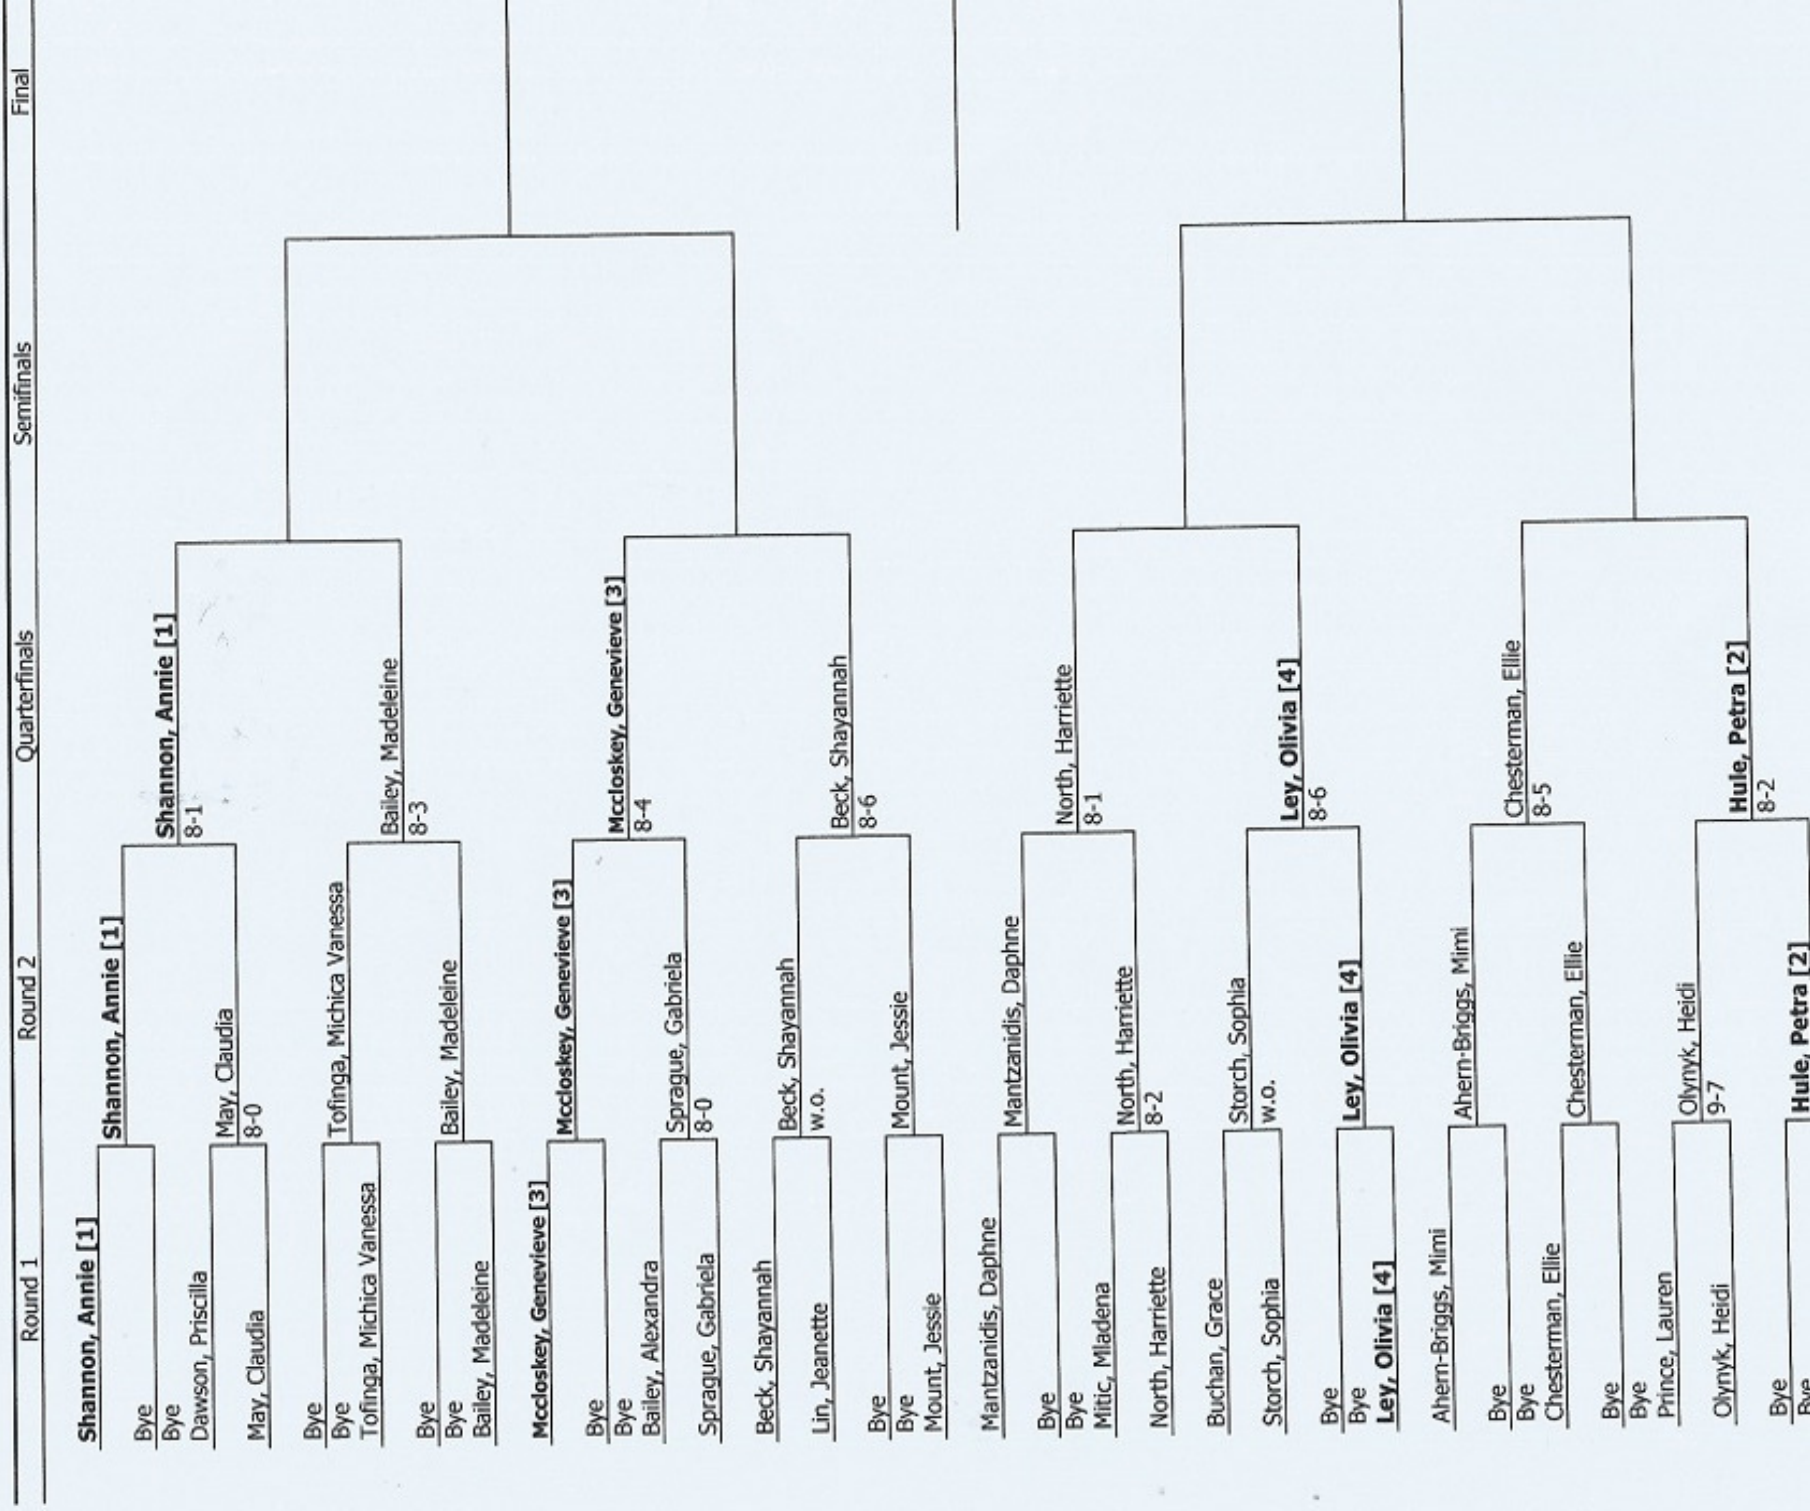 Round 1
Round 2
Quarterfinals
Semifinals
Final
Shannon, Annie [1]
Bye
Bye
Dawson, Priscilla
May, Claudia
Bye
Bye
Tofinga, Michica Vanessa
Bye
Bye
Bailey, Madeleine
Mccloskey, Genevieve [3]
Bye
Bye
Bailey, Alexandra
Sprague, Gabriela
Beck, Shayannah
Lin, Jeanette
Bye
Bye
Mount, Jessie
Mantzanidis, Daphne
Bye
Bye
Mitic, Mladena
North, Harriette
Buchan, Grace
Storch, Sophia
Bye
Bye
Ley, Olivia [4]
Ahern-Briggs, Mimi
Bye
Bye
Chesterman, Ellie
Bye
Bye
Prince, Lauren
Olynyk, Heidi
Bye
Bye
Shannon, Annie [1]
May, Claudia
8-0
Tofinga, Michica Vanessa
Bailey, Madeleine
Mccloskey, Genevieve [3]
Sprague, Gabriela
8-0
Beck, Shayannah
w.o.
Mount, Jessie
Mantzanidis, Daphne
North, Harriette
8-2
Storch, Sophia
w.o.
Ley, Olivia [4]
Ahern-Briggs, Mimi
Chesterman, Ellie
Olynyk, Heidi
9-7
Hule, Petra [2]
Shannon, Annie [1]
8-1
Bailey, Madeleine
8-3
Mccloskey, Genevieve [3]
8-4
Beck, Shayannah
8-6
North, Harriette
8-1
Ley, Olivia [4]
8-6
Chesterman, Ellie
8-5
Hule, Petra [2]
8-2